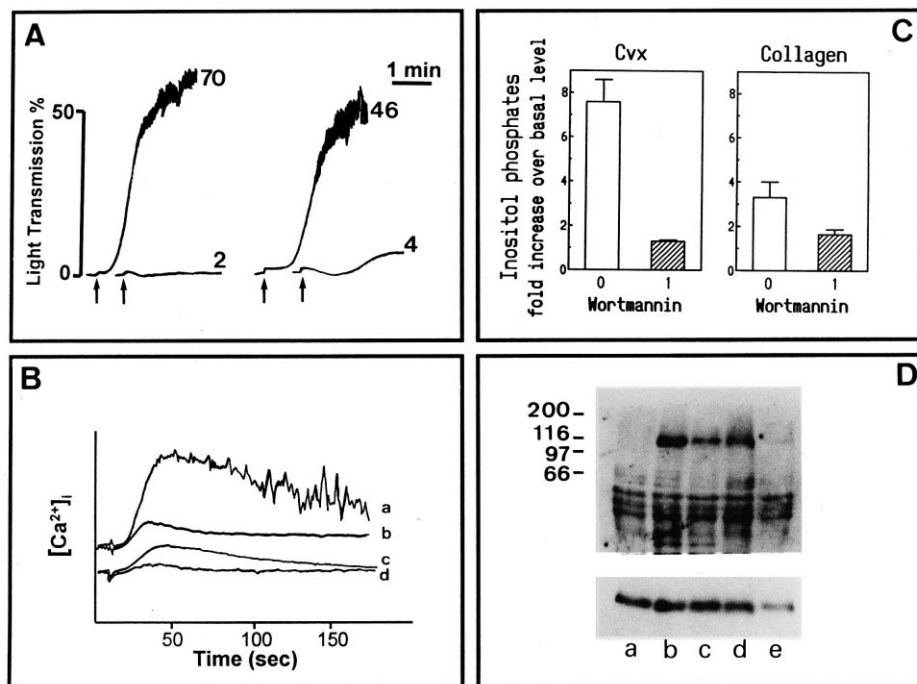 A
Light Transmission %
50
0
70
2
1 min
46
4
C
Inositol phosphates
fold increase over basal level
Cvx
8
6
4
2
0
0 1
Wortmannin
Collagen
8
6
4
2
0
0 1
Wortmannin
B
[Ca²⁺]i
a
b
c
d
50 100 150
Time (sec)
D
200
116
97
66
a b c d e